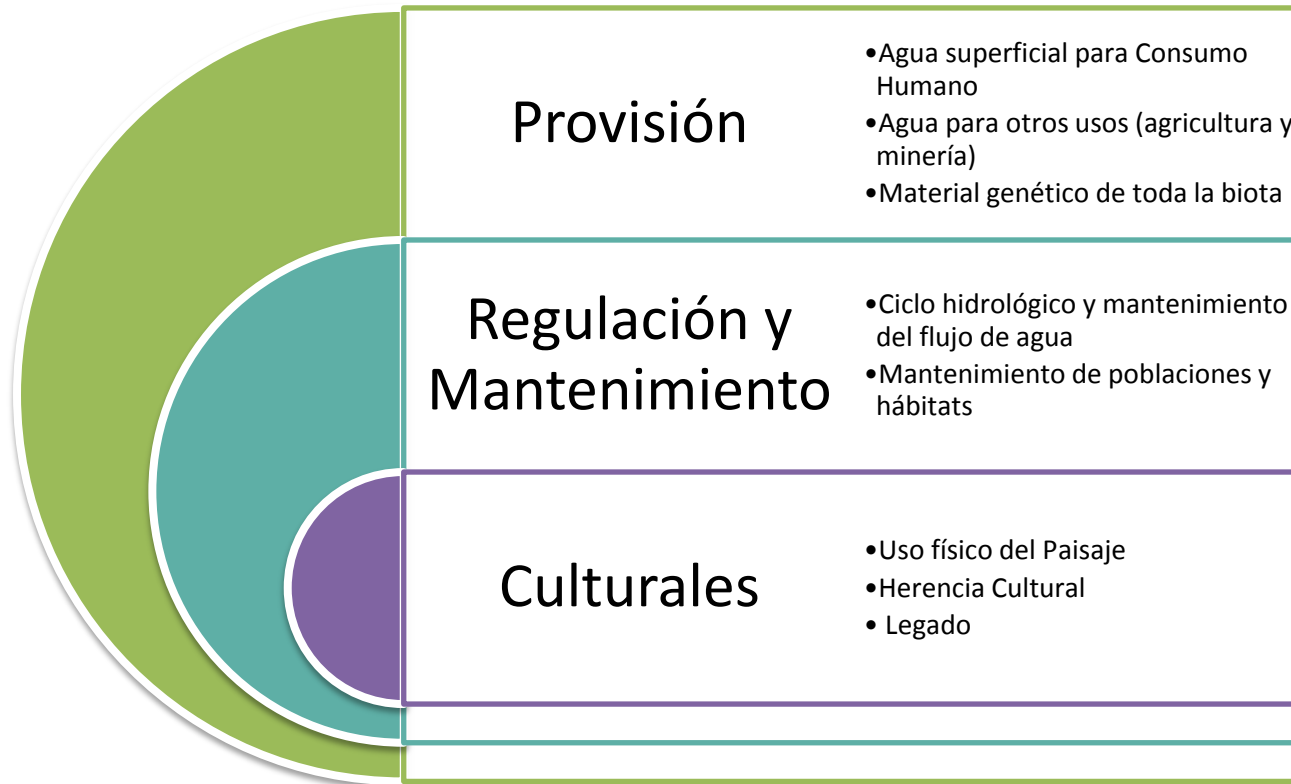 Provisión
•Agua superficial para Consumo
Humano
•Agua para otros usos (agricultura y
minería)
•Material genético de toda la biota
Regulación y
Mantenimiento
•Ciclo hidrológico y mantenimiento
del flujo de agua
•Mantenimiento de poblaciones y
hábitats
Culturales
•Uso físico del Paisaje
•Herencia Cultural
• Legado